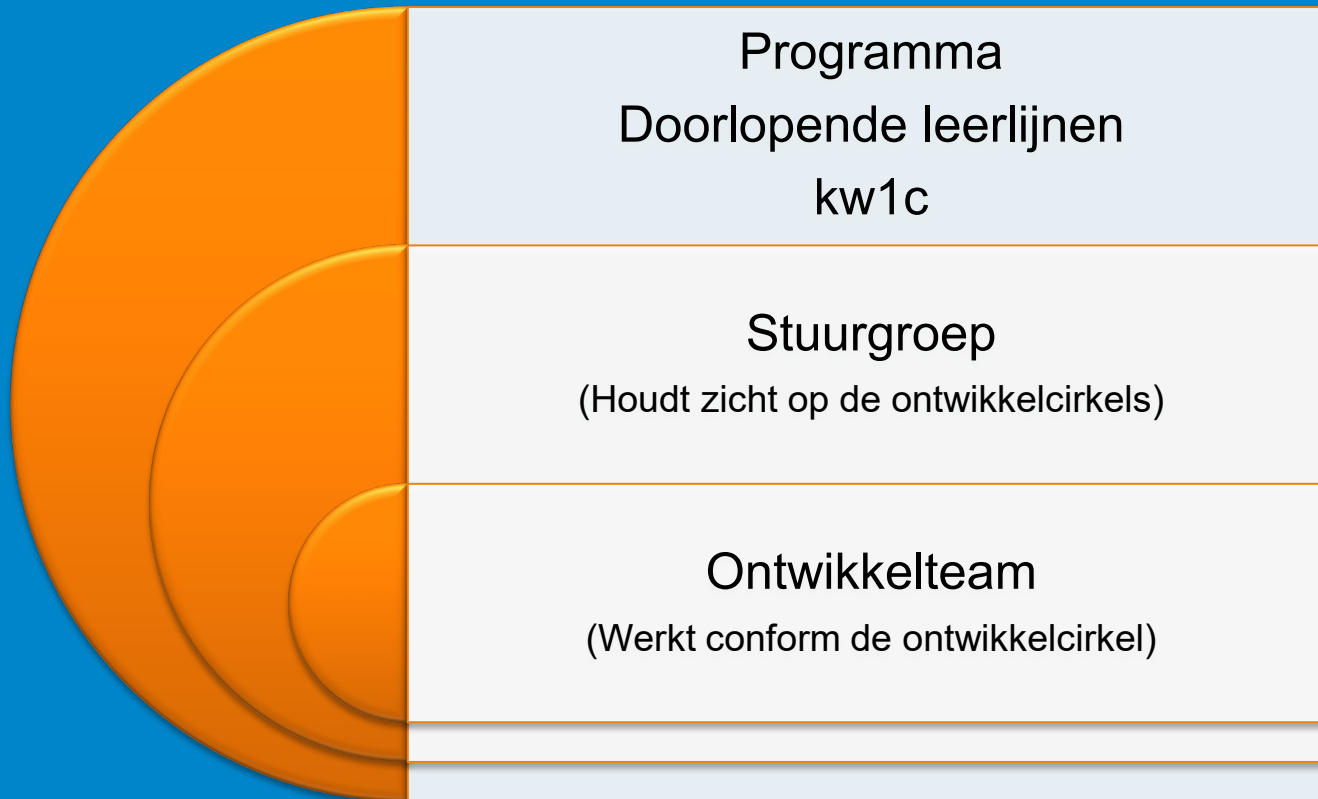 Programma
Doorlopende leerlijnen
kw1c
Stuurgroep
(Houdt zicht op de ontwikkelcirkels)
Ontwikkelteam
(Werkt conform de ontwikkelcirkel)